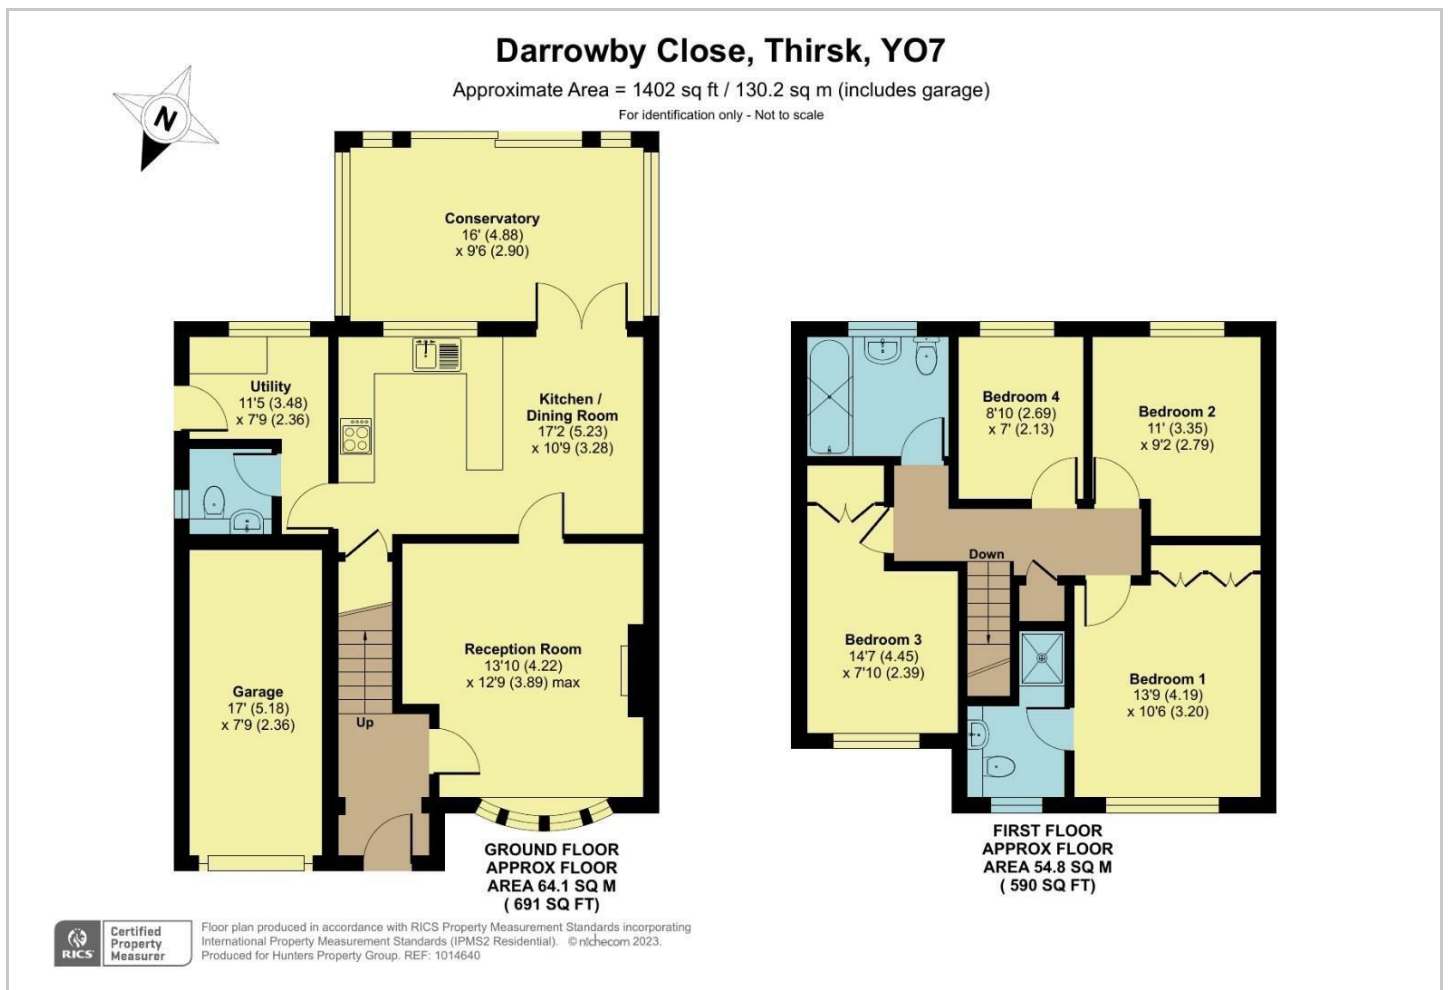 Darrowby Close, Thirsk, YO7
Approximate Area = 1402 sq ft / 130.2 sq m (includes garage)
For identification only - Not to scale
N
Conservatory
16' (4.88)
x 9'6 (2.90)
Utility
11'5 (3.48)
x 7'9 (2.36)
Kitchen /
Dining Room
17'2 (5.23)
x 10'9 (3.28)
Reception Room
13'10 (4.22)
x 12'9 (3.89) max
Garage
17' (5.18)
x 7'9 (2.36)
Up
GROUND FLOOR
APPROX FLOOR
AREA 64.1 SQ M
( 691 SQ FT)
Bedroom 4
8'10 (2.69)
x 7' (2.13)
Bedroom 2
11' (3.35)
x 9'2 (2.79)
Down
Bedroom 3
14'7 (4.45)
x 7'10 (2.39)
Bedroom 1
13'9 (4.19)
x 10'6 (3.20)
FIRST FLOOR
APPROX FLOOR
AREA 54.8 SQ M
( 590 SQ FT)
RICS
Certified
Property
Measurer
Floor plan produced in accordance with RICS Property Measurement Standards incorporating
International Property Measurement Standards (IPMS2 Residential). © nichecom 2023.
Produced for Hunters Property Group. REF: 1014640